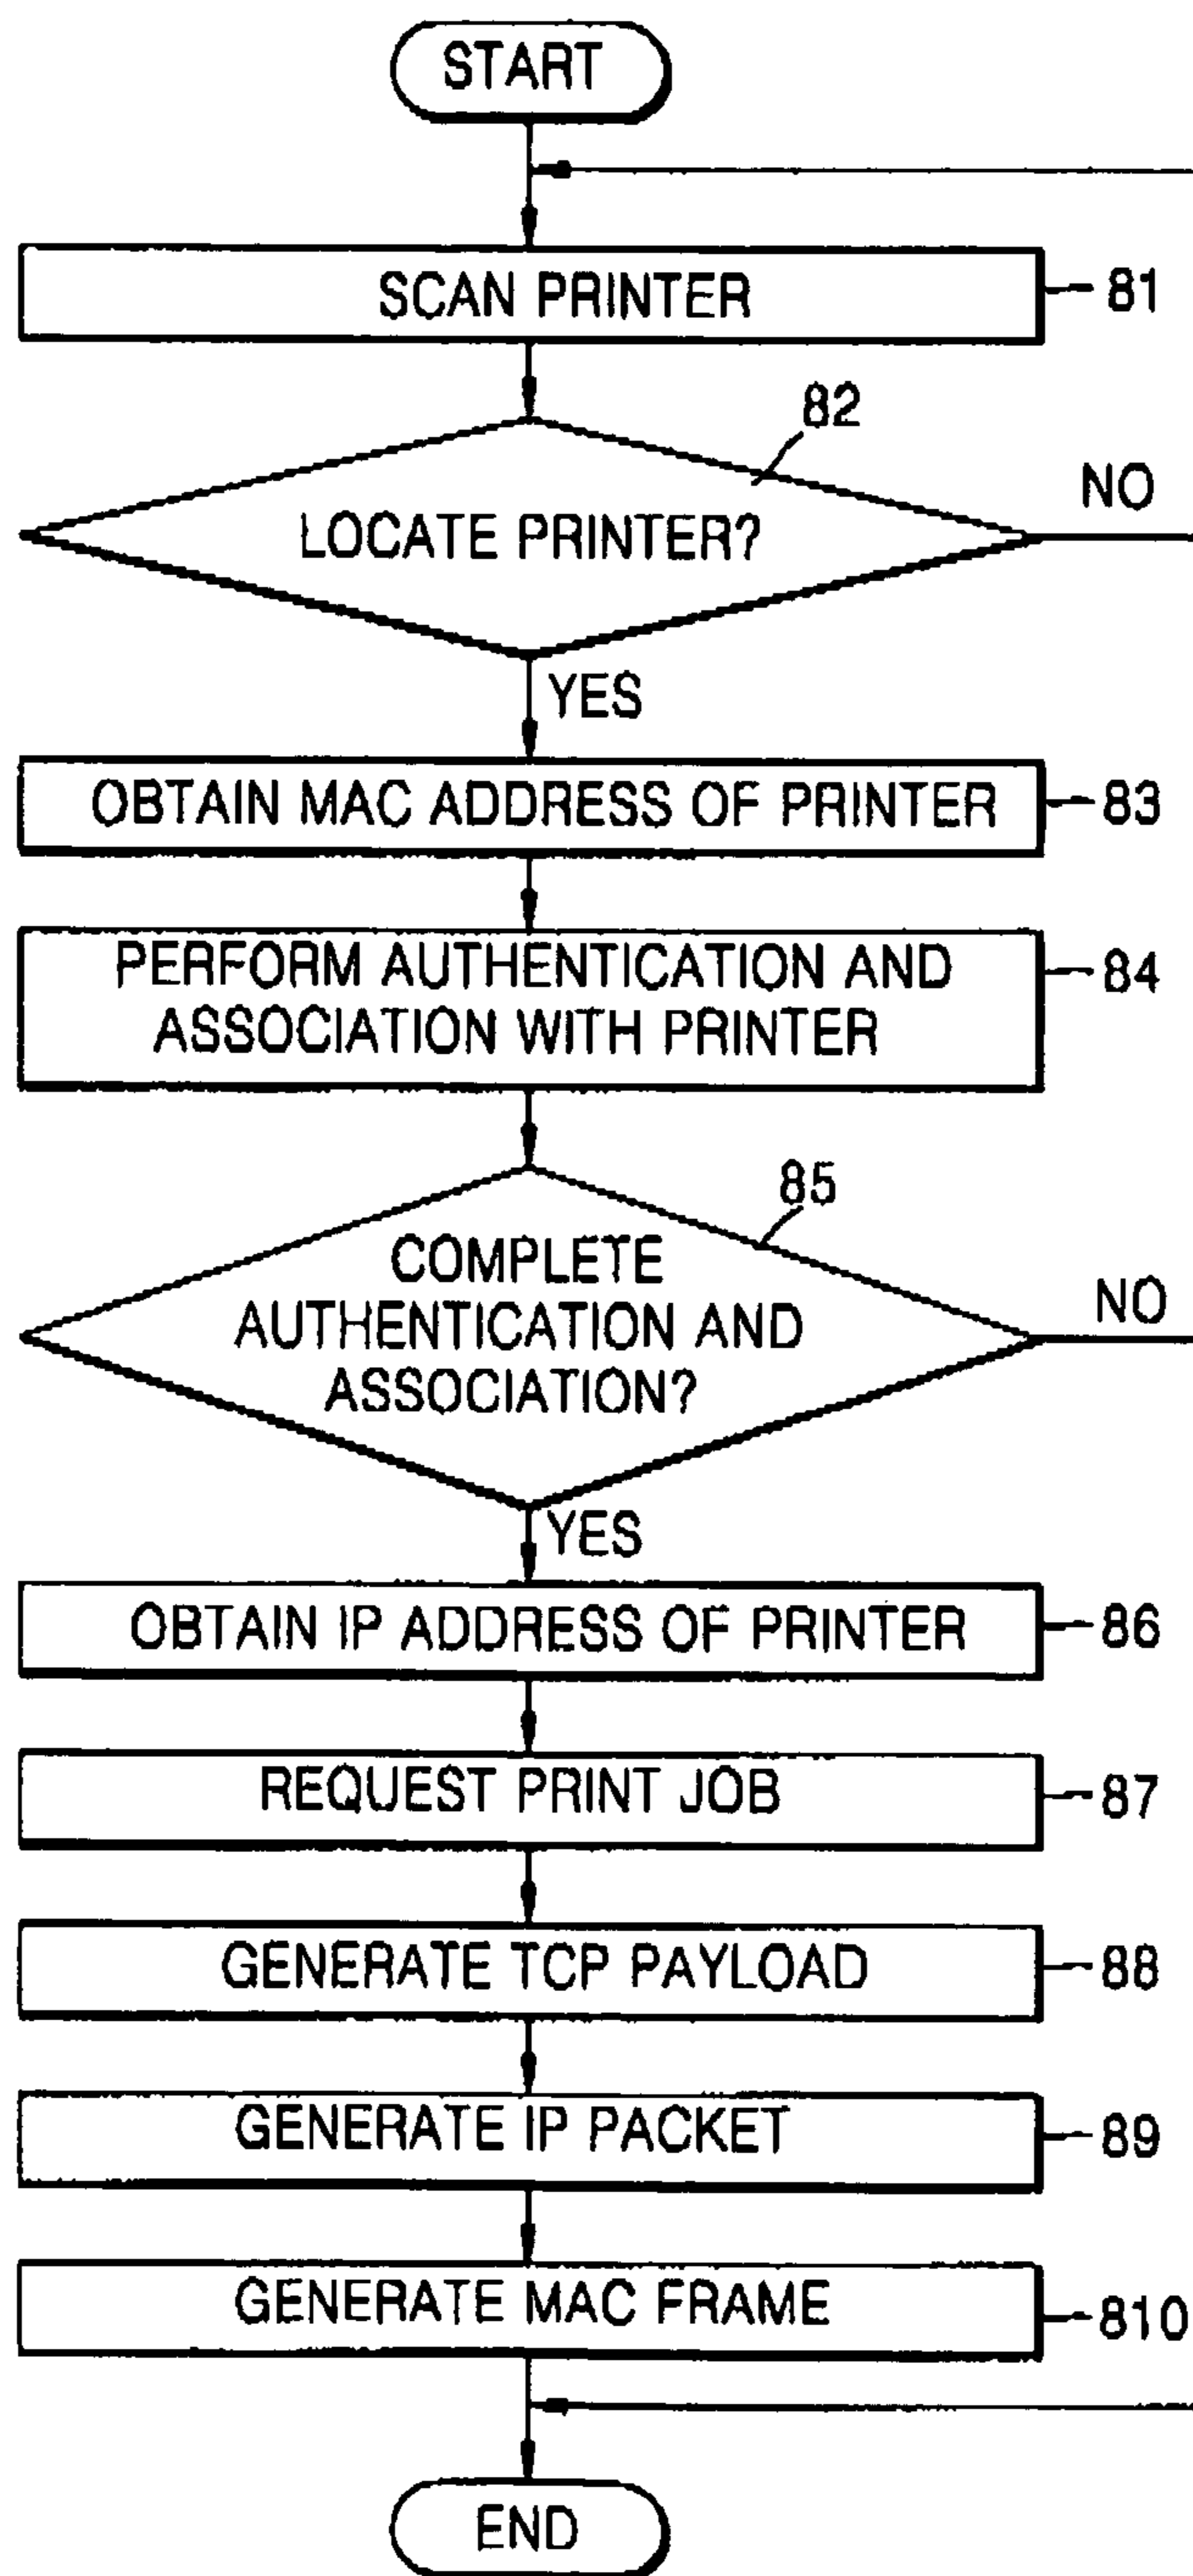 START
SCAN PRINTER
81
82
LOCATE PRINTER?
NO
YES
OBTAIN MAC ADDRESS OF PRINTER
83
PERFORM AUTHENTICATION AND
ASSOCIATION WITH PRINTER
84
85
COMPLETE
AUTHENTICATION AND
ASSOCIATION?
NO
YES
OBTAIN IP ADDRESS OF PRINTER
86
REQUEST PRINT JOB
87
GENERATE TCP PAYLOAD
88
GENERATE IP PACKET
89
GENERATE MAC FRAME
810
END